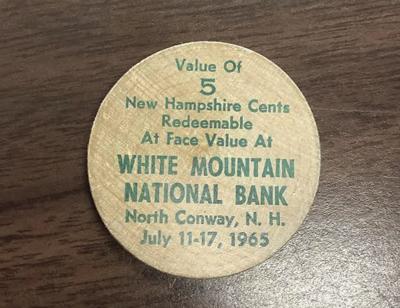 Value Of
5
New Hampshire Cents
Redeemable
At Face Value At
WHITE MOUNTAIN
NATIONAL BANK
North Conway, N. H.
July 11-17, 1965